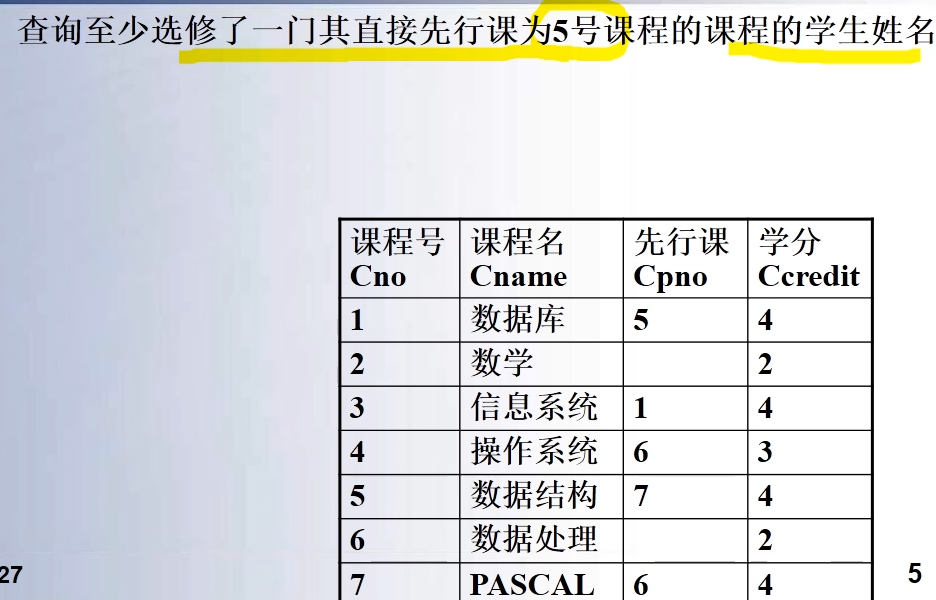 查询至少选修了一门其直接先行课为5号课程的课程的学生姓名
课程号 课程名 先行课 学分
Cno Cname Cpno Ccredit
1 数据库 5 4
2 数学 2
3 信息系统 1 4
4 操作系统 6 3
5 数据结构 7 4
6 数据处理 2
7 PASCAL 6 4
27 5